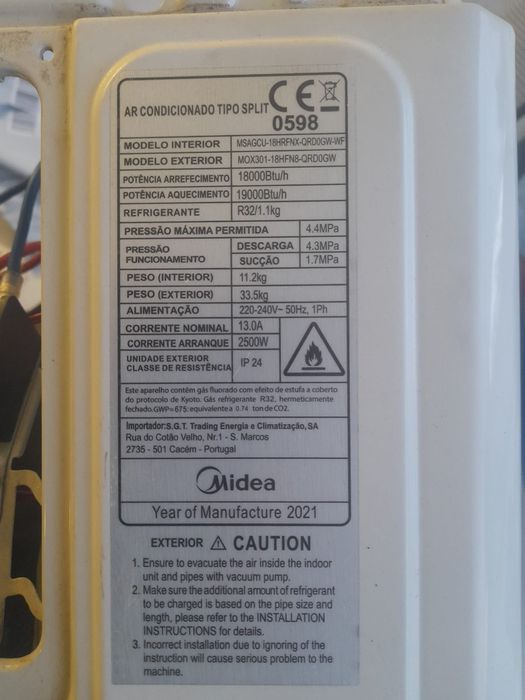 AR CONDICIONADO TIPO SPLIT CE
0598
MODELO INTERIOR MSAGCU-18HRFNX-QRD0GW-WF
MODELO EXTERIOR MOX301-18HFN8-QRD0GW
POTÊNCIA ARREFECIMENTO 18000Btu/h
POTÊNCIA AQUECIMENTO 19000Btu/h
REFRIGERANTE R32/1.1kg
PRESSÃO MÁXIMA PERMITIDA 4.4MPa
PRESSÃO FUNCIONAMENTO DESCARGA 4.3MPa
SUCÇÃO 1.7MPa
PESO (INTERIOR) 11.2kg
PESO (EXTERIOR) 33.5kg
ALIMENTAÇÃO 220-240V~ 50Hz, 1Ph
CORRENTE NOMINAL 13.0A
CORRENTE ARRANQUE 2500W
UNIDADE EXTERIOR
CLASSE DE RESISTÊNCIA IP 24
Este aparelho contêm gás fluorado com efeito de estufa a coberto
do protocolo de Kyoto. Gás refrigerante R32, hermeticamente
fechado.GWP=675: equivalente a 0.74 ton de CO2.
Importador:S.G.T. Trading Energia e Climatização,SA
Rua do Cotão Velho, Nr.1 - S. Marcos
2735 - 501 Cacém - Portugal
Midea
Year of Manufacture 2021
EXTERIOR ⚠ CAUTION
1. Ensure to evacuate the air inside the indoor
unit and pipes with vacuum pump.
2. Make sure the additional amount of refrigerant
to be charged is based on the pipe size and
length, please refer to the INSTALLATION
INSTRUCTIONS for details.
3. Incorrect installation due to ignoring of the
instruction will cause serious problem to the
machine.